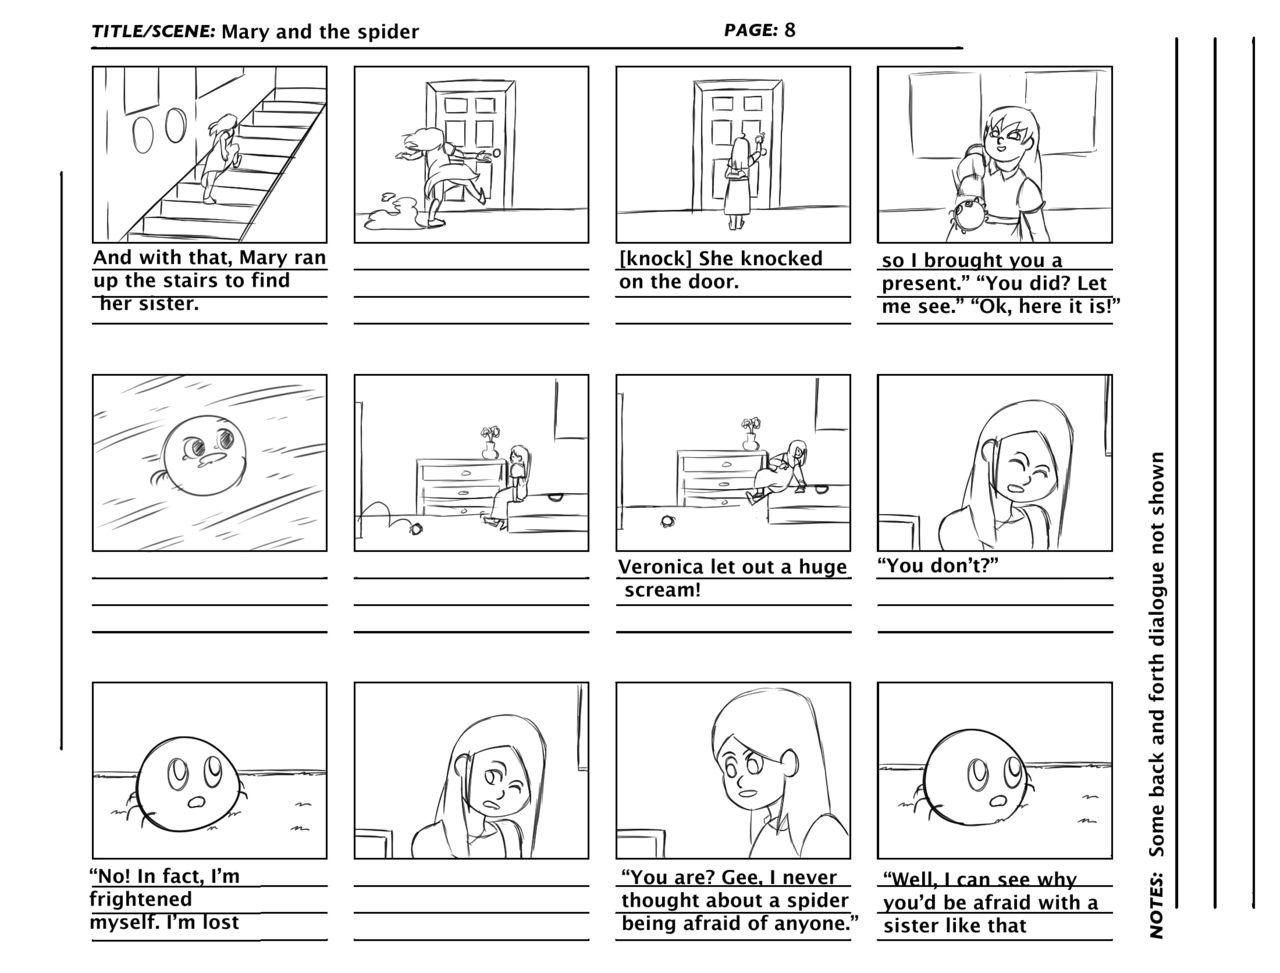 TITLE/SCENE: Mary and the spider
PAGE: 8
And with that, Mary ran
up the stairs to find
her sister.
[knock] She knocked
on the door.
so I brought you a
present.” “You did? Let
me see.” “Ok, here it is!”
Veronica let out a huge
scream!
“You don’t?”
“No! In fact, I’m
frightened
myself. I’m lost
“You are? Gee, I never
thought about a spider
being afraid of anyone.”
“Well, I can see why
you’d be afraid with a
sister like that
NOTES: Some back and forth dialogue not shown